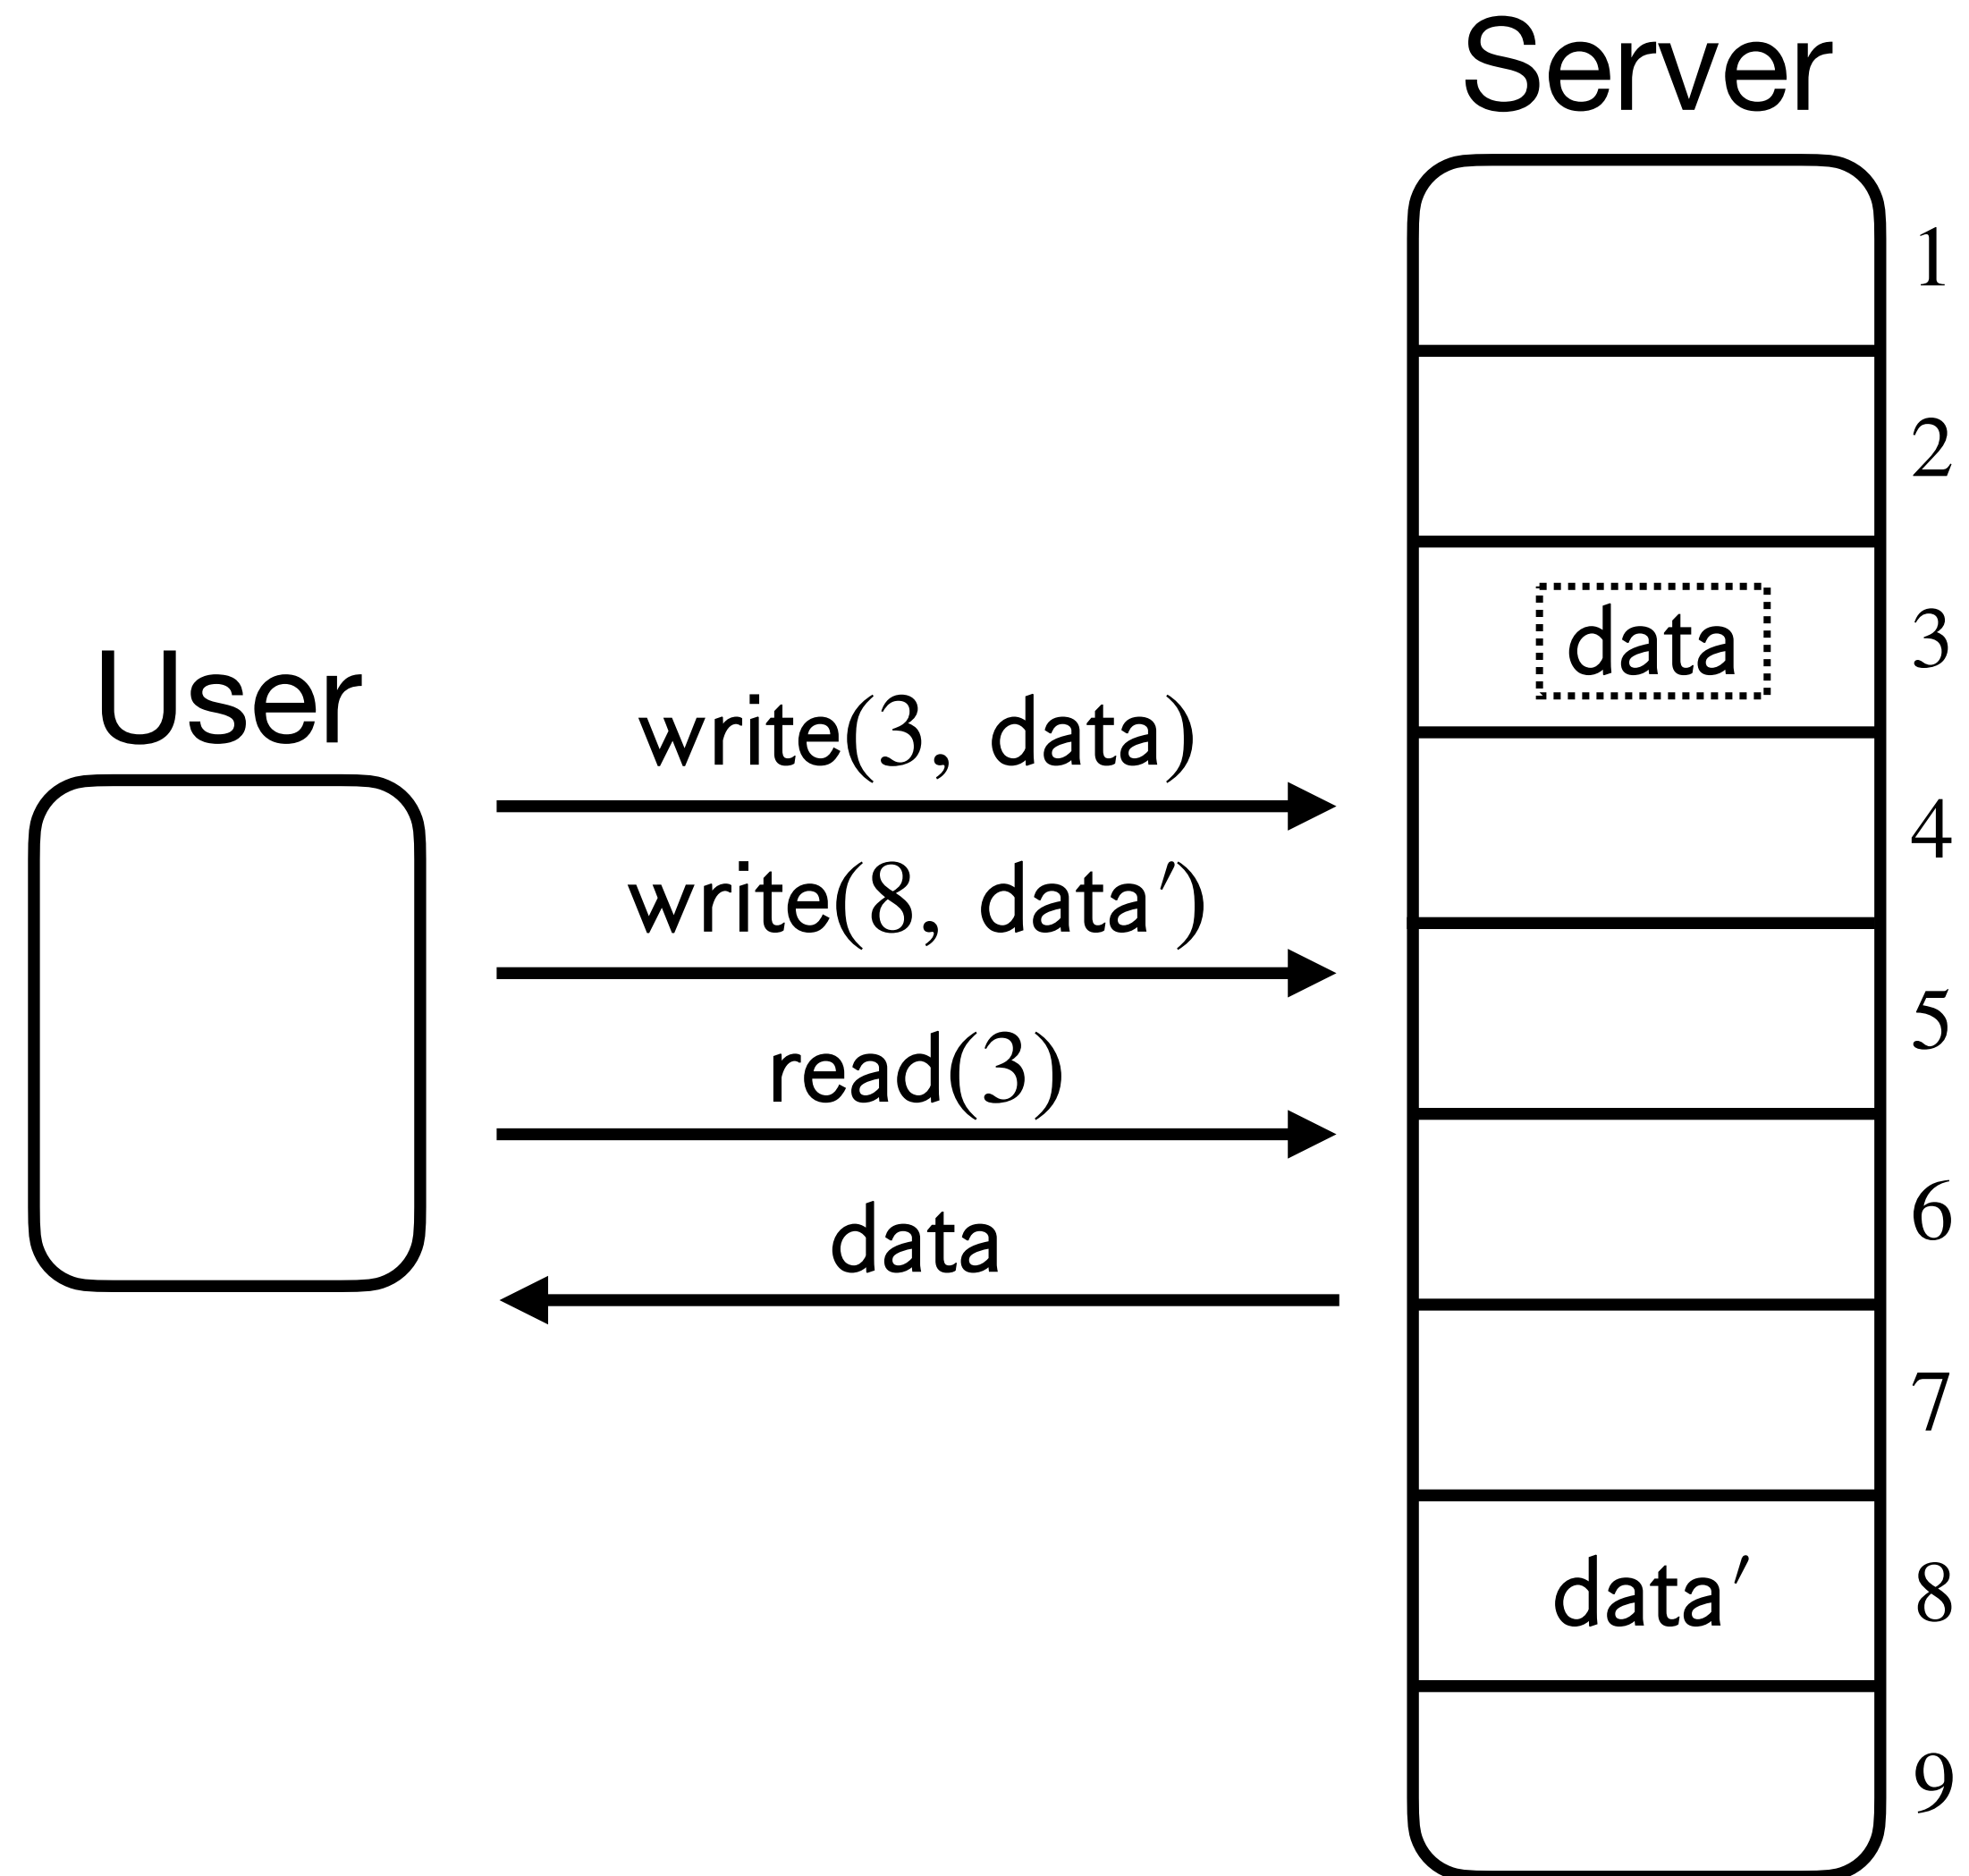 Server
1
2
data 3
User
write(3, data)
4
write(8, data′)
5
read(3)
6
data
7
data′ 8
9